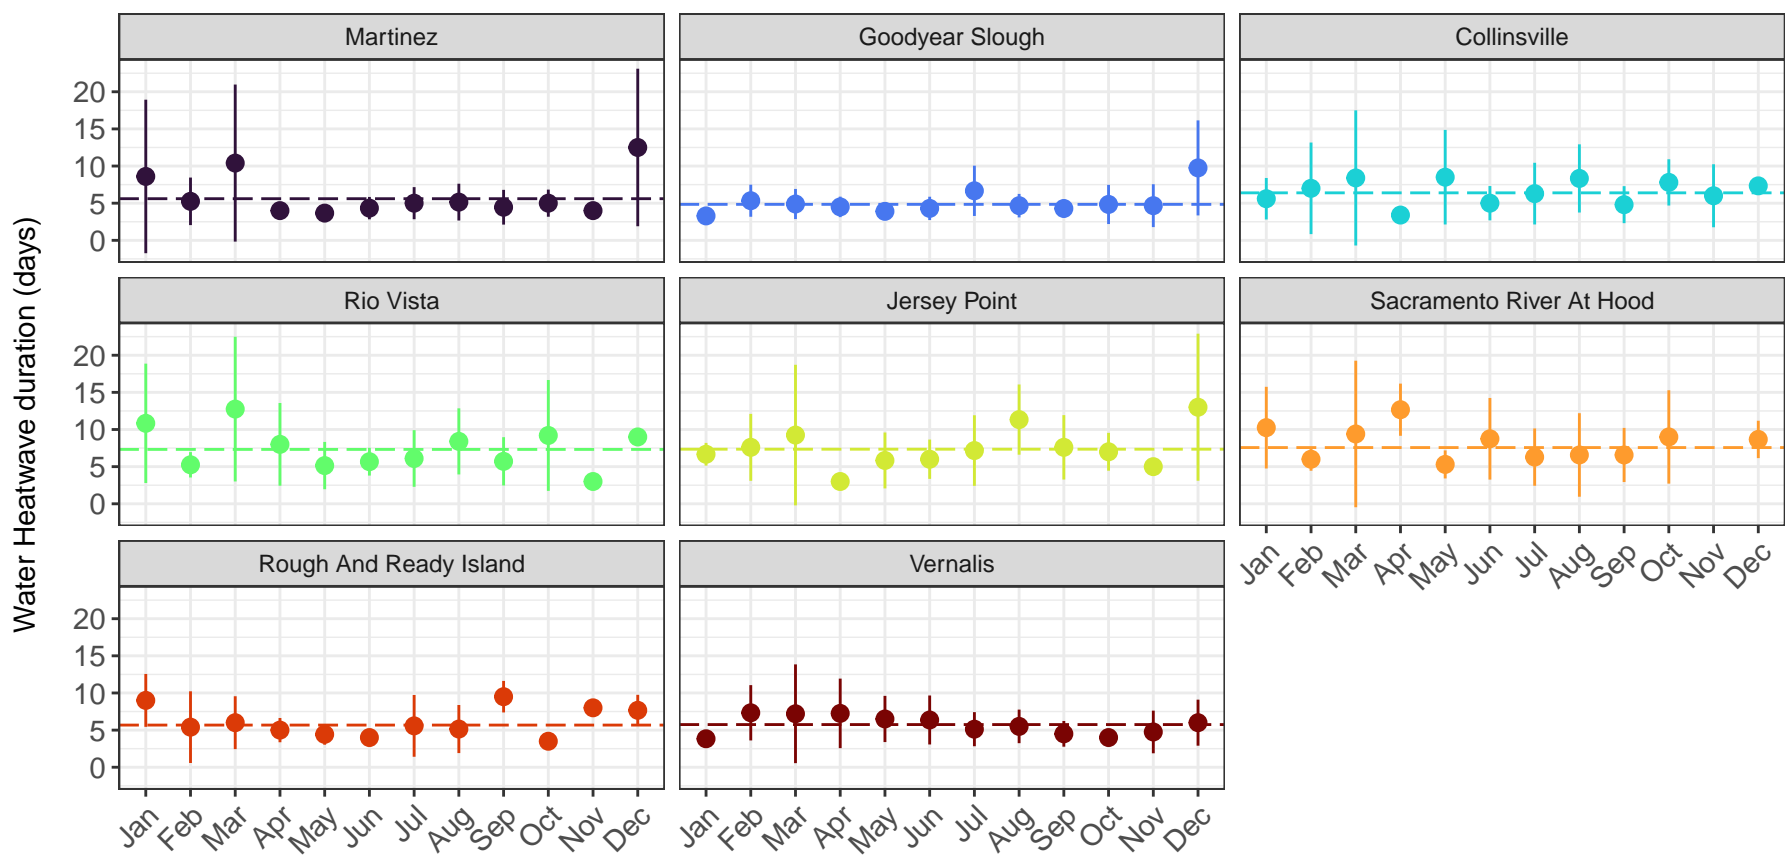 Martinez
Goodyear Slough
Collinsville
20
15
10
5
0
Rio Vista
Jersey Point
Sacramento River At Hood
20
15
10
5
0
Jan Feb Mar Apr May Jun Jul Aug Sep Oct Nov Dec
Rough And Ready Island
Vernalis
20
15
10
5
0
Jan Feb Mar Apr May Jun Jul Aug Sep Oct Nov Dec
Jan Feb Mar Apr May Jun Jul Aug Sep Oct Nov Dec
Water Heatwave duration (days)